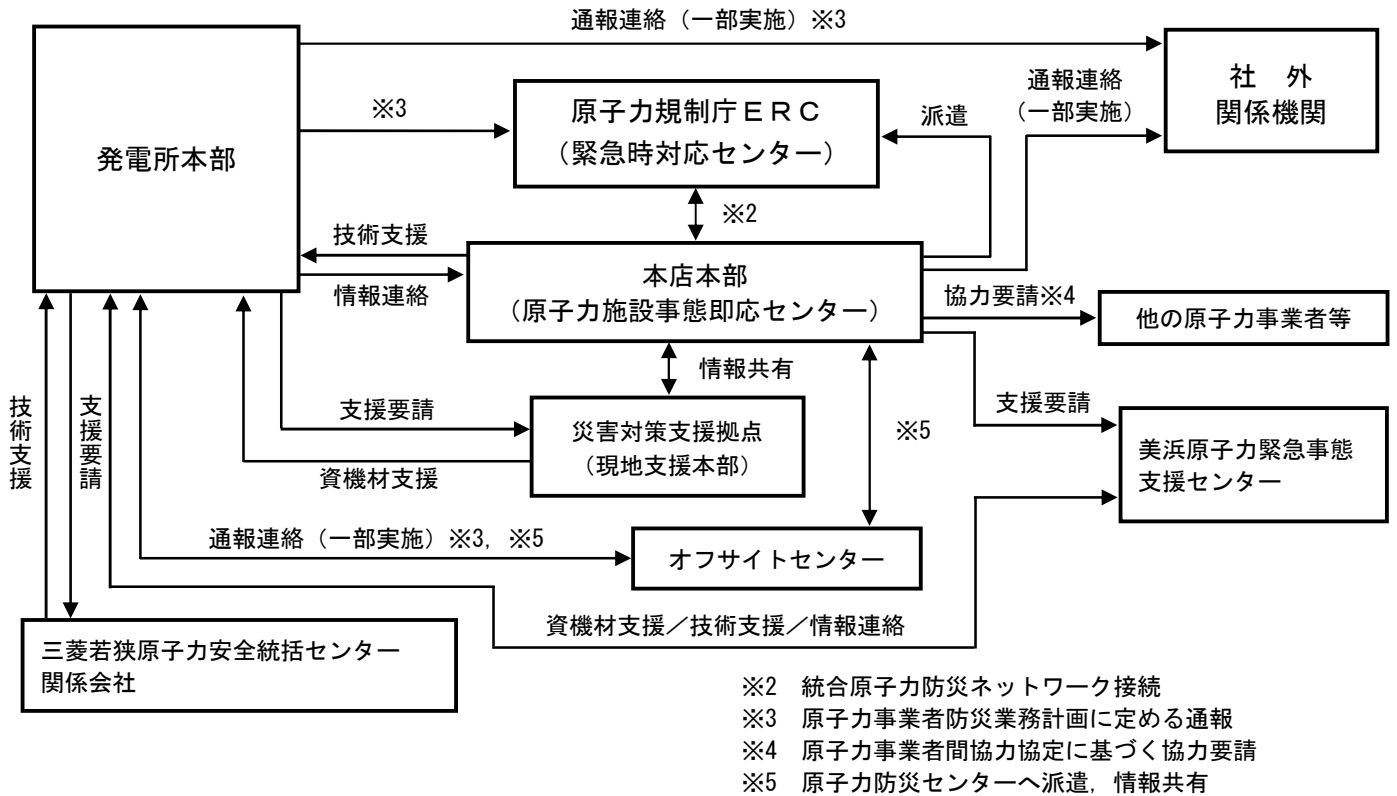 通報連絡（一部実施）※3
発電所本部
※3
原子力規制庁ＥＲＣ
（緊急時対応センター）
派遣
通報連絡
（一部実施）
社　外
関係機関
※2
技術支援
情報連絡
本店本部
（原子力施設事態即応センター）
協力要請※4
他の原子力事業者等
情報共有
支援要請
資機材支援
災害対策支援拠点
（現地支援本部）
※5
支援要請
美浜原子力緊急事態
支援センター
技術支援
支援要請
通報連絡（一部実施）※3，※5
オフサイトセンター
資機材支援／技術支援／情報連絡
三菱若狭原子力安全統括センター
関係会社
※2　統合原子力防災ネットワーク接続
※3　原子力事業者防災業務計画に定める通報
※4　原子力事業者間協力協定に基づく協力要請
※5　原子力防災センターへ派遣，情報共有